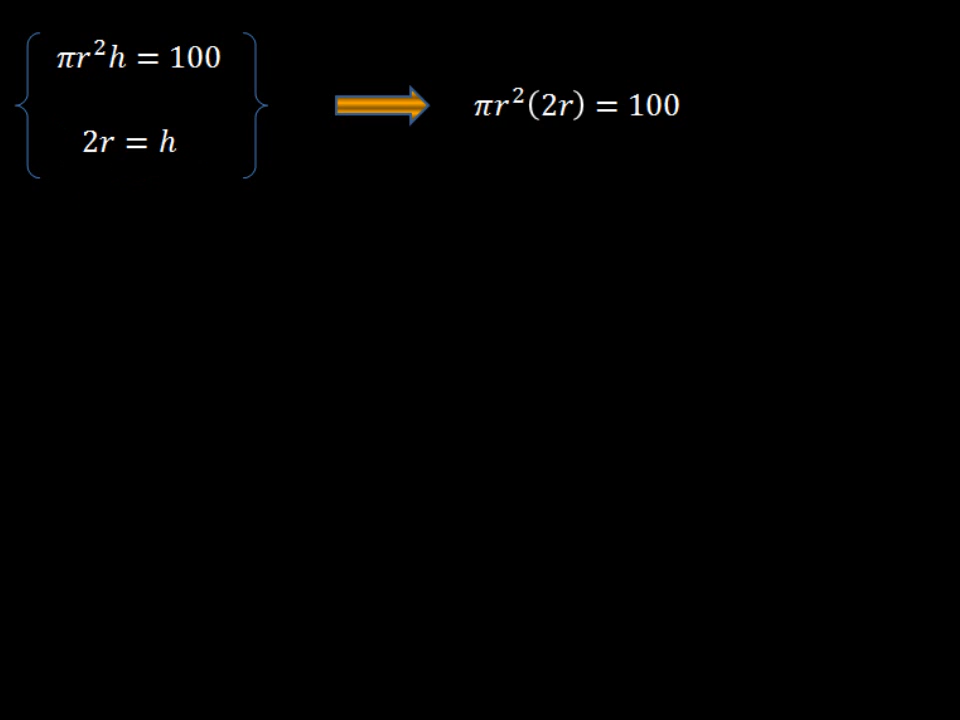 πr²h = 100
2r = h
πr²(2r) = 100